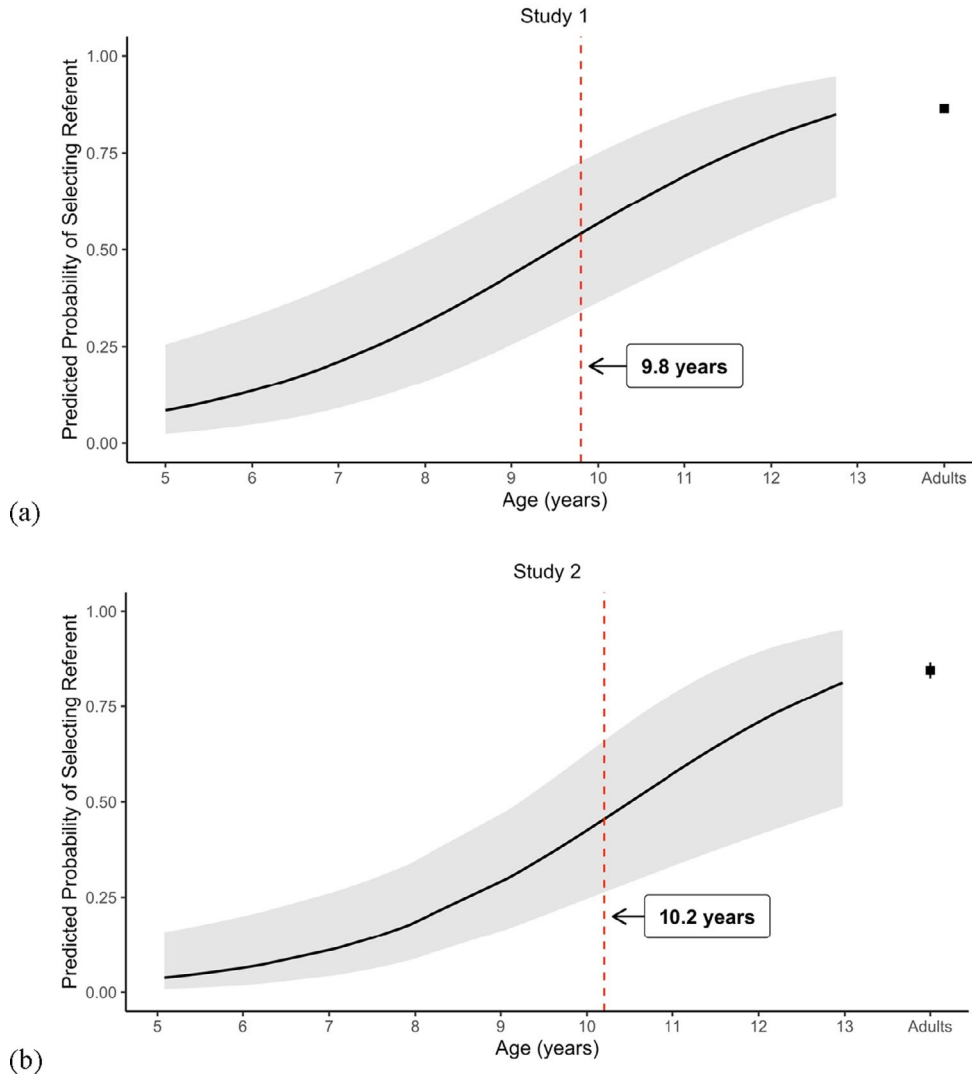 Study 1
Predicted Probability of Selecting Referent
1.00
0.75
0.50
0.25
0.00
9.8 years
5 6 7 8 9 10 11 12 13 Adults
Age (years)
(a)
Study 2
Predicted Probability of Selecting Referent
1.00
0.75
0.50
0.25
0.00
10.2 years
5 6 7 8 9 10 11 12 13 Adults
Age (years)
(b)